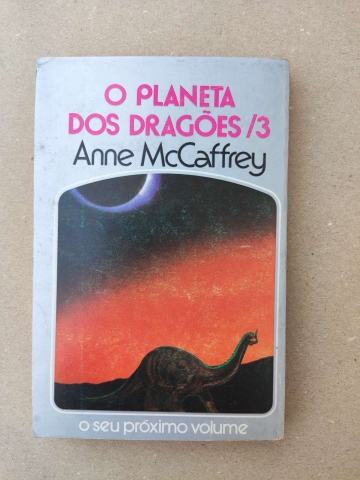 O PLANETA
DOS DRAGÕES/3
Anne McCaffrey
o seu próximo volume